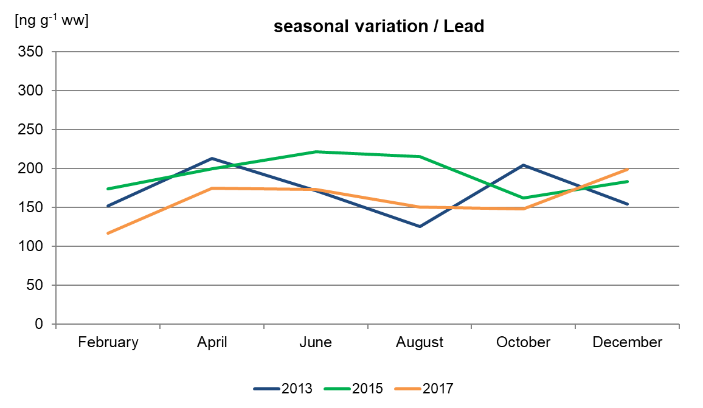 [ng g⁻¹ ww]
seasonal variation / Lead
350
300
250
200
150
100
50
0
February April June August October December
2013 2015 2017